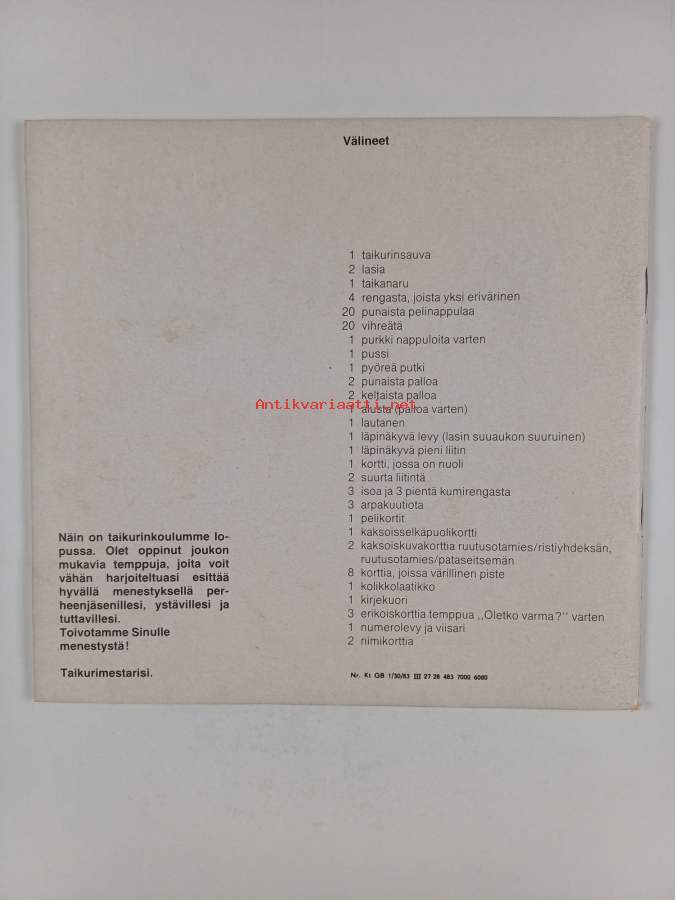 Välineet
1 taikurinsauva
2 lasia
1 taikanaru
4 rengasta, joista yksi erivärinen
20 punaista pelinappulaa
20 vihreätä
1 purkki nappuloita varten
1 pussi
1 pyöreä putki
2 punaista palloa
2 keltaista palloa
Antikvariaatti.net
1 alusta (palloa varten)
1 lautanen
1 läpinäkyvä levy (lasin suuaukon suuruinen)
1 läpinäkyvä pieni liitin
1 kortti, jossa on nuoli
2 suurta liitintä
3 isoa ja 3 pientä kumirengasta
3 arpakuutiota
1 pelikortit
1 kaksoisselkäpuolikortti
2 kaksoiskuvakorttia ruutusotamies/ristiyhdeksän,
ruutusotamies/pataseitsemän
8 korttia, joissa värillinen piste
1 kolikkolaatikko
1 kirjekuori
3 erikoiskorttia temppua „Oletko varma?" varten
1 numerolevy ja viisari
2 nimikorttia
Näin on taikurinkoulumme lo-
pussa. Olet oppinut joukon
mukavia temppuja, joita voit
vähän harjoiteltuasi esittää
hyvällä menestyksellä per-
heenjäsenillesi, ystävillesi ja
tuttavillesi.
Toivotamme Sinulle
menestystä!
Taikurimestarisi.
Nr. Kt GB 1/30/83 III 27 28 483 7000 6080